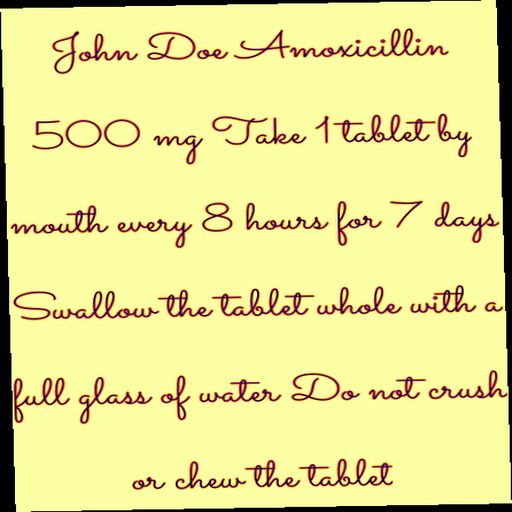 John Doe Amoxicillin
500 mg Take 1 tablet by
mouth every 8 hours for 7 days
Swallow the tablet whole with a
full glass of water Do not crush
or chew the tablet